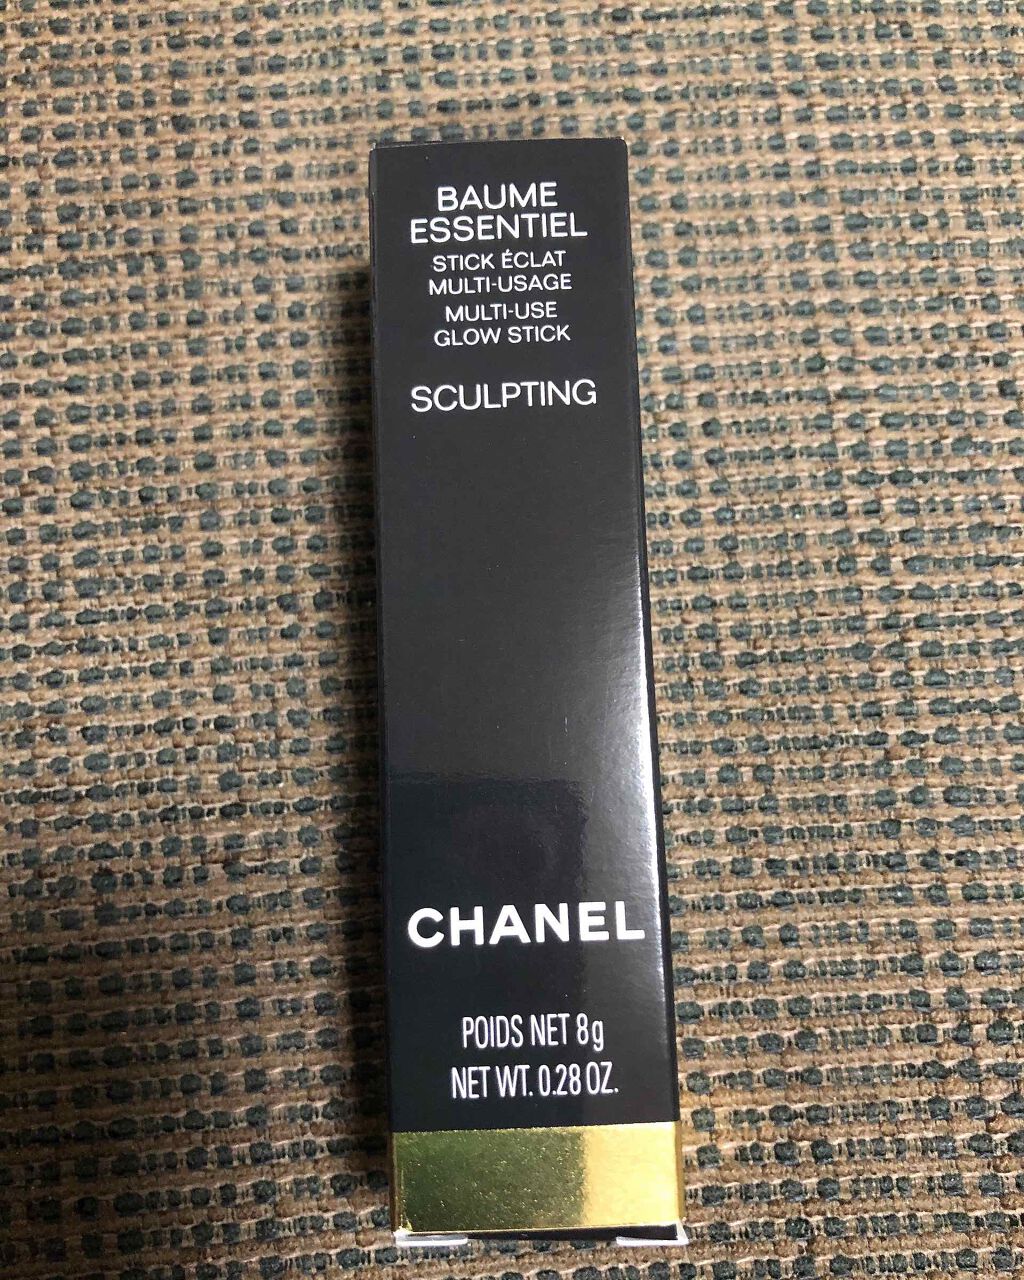 BAUME
ESSENTIEL
STICK ÉCLAT
MULTI-USAGE
MULTI-USE
GLOW STICK
SCULPTING
CHANEL
POIDS NET 8g
NET WT. 0.28 OZ.